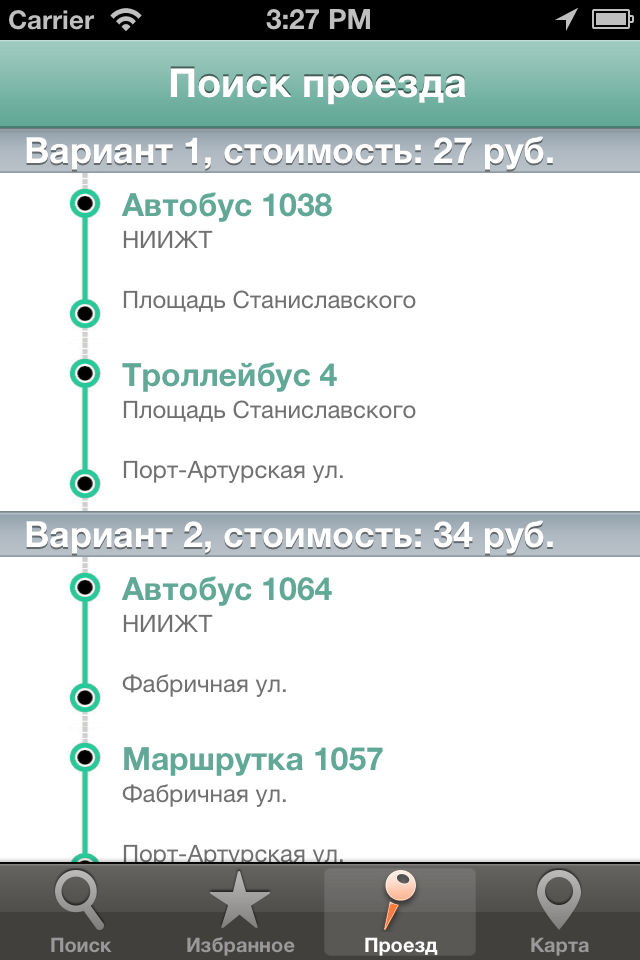 Carrier 3:27 PM
Поиск проезда
Вариант 1, стоимость: 27 руб.
Автобус 1038
НИИЖТ
Площадь Станиславского
Троллейбус 4
Площадь Станиславского
Порт-Артурская ул.
Вариант 2, стоимость: 34 руб.
Автобус 1064
НИИЖТ
Фабричная ул.
Маршрутка 1057
Фабричная ул.
Порт-Артурская ул.
Поиск Избранное Проезд Карта